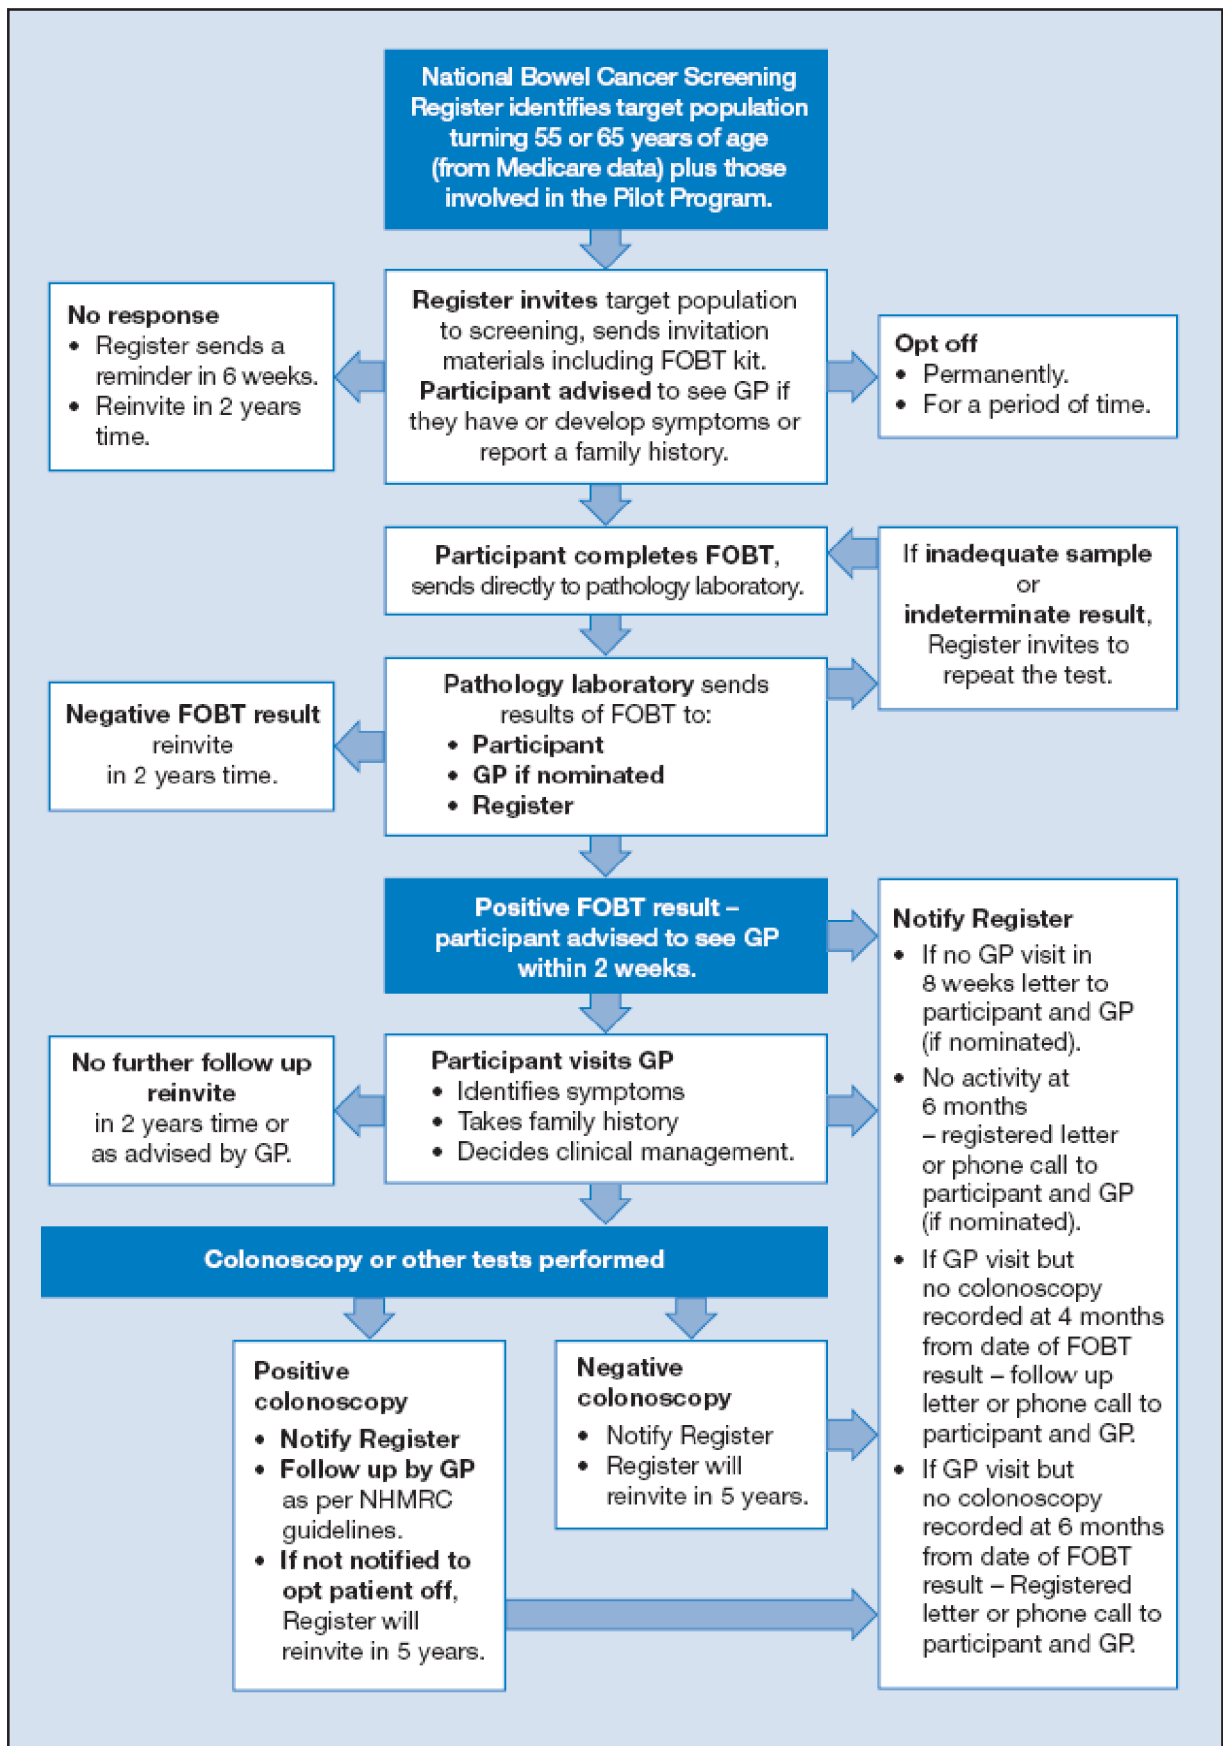 National Bowel Cancer Screening
Register identifies target population
turning 55 or 65 years of age
(from Medicare data) plus those
involved in the Pilot Program.
No response
• Register sends a
reminder in 6 weeks.
• Reinvite in 2 years
time.
Register invites target population
to screening, sends invitation
materials including FOBT kit.
Participant advised to see GP if
they have or develop symptoms or
report a family history.
Opt off
• Permanently.
• For a period of time.
Participant completes FOBT,
sends directly to pathology laboratory.
If inadequate sample
or
indeterminate result,
Register invites to
repeat the test.
Negative FOBT result
reinvite
in 2 years time.
Pathology laboratory sends
results of FOBT to:
• Participant
• GP if nominated
• Register
Positive FOBT result –
participant advised to see GP
within 2 weeks.
No further follow up
reinvite
in 2 years time or
as advised by GP.
Participant visits GP
• Identifies symptoms
• Takes family history
• Decides clinical management.
Colonoscopy or other tests performed
Positive
colonoscopy
• Notify Register
• Follow up by GP
as per NHMRC
guidelines.
• If not notified to
opt patient off,
Register will
reinvite in 5 years.
Negative
colonoscopy
• Notify Register
• Register will
reinvite in 5 years.
Notify Register
• If no GP visit in
8 weeks letter to
participant and GP
(if nominated).
• No activity at
6 months
– registered letter
or phone call to
participant and GP
(if nominated).
• If GP visit but
no colonoscopy
recorded at 4 months
from date of FOBT
result – follow up
letter or phone call to
participant and GP.
• If GP visit but
no colonoscopy
recorded at 6 months
from date of FOBT
result – Registered
letter or phone call to
participant and GP.